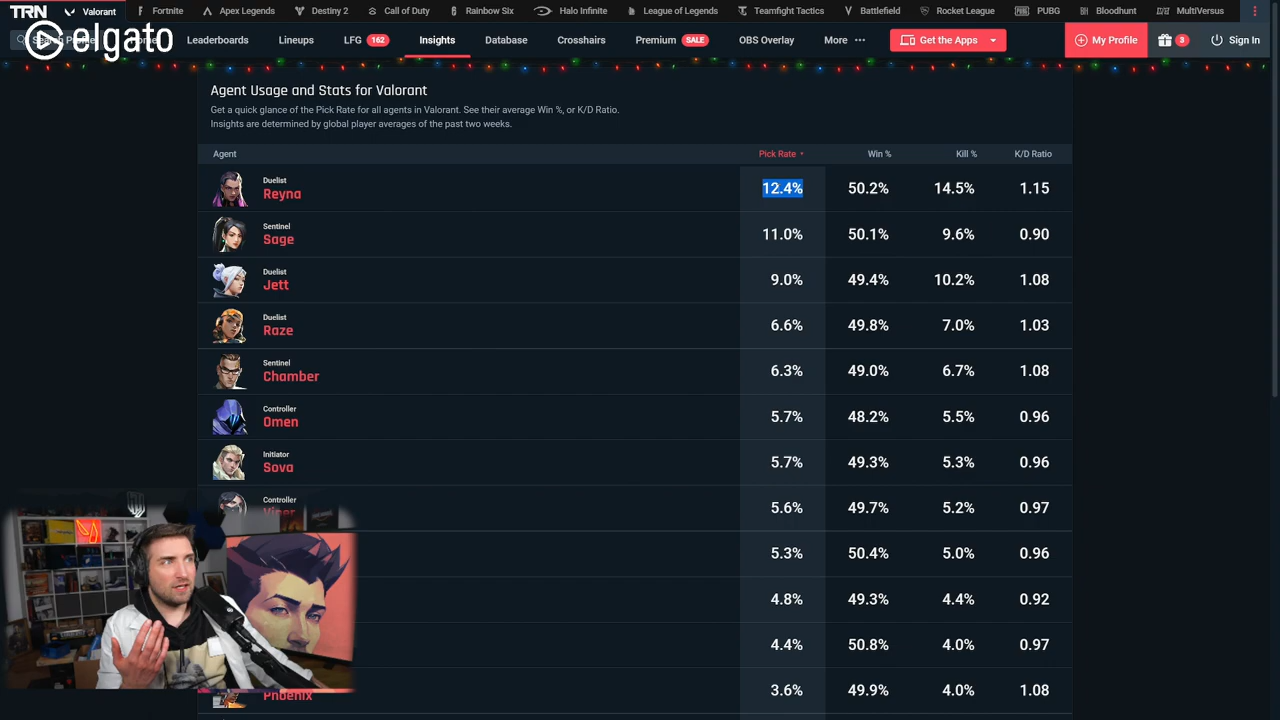 TRN Valorant Fortnite Apex Legends Destiny 2 Call of Duty Rainbow Six Halo Infinite League of Legends Teamfight Tactics Battlefield Rocket League PUBG Bloodhunt MultiVersus
elgato
Leaderboards Lineups LFG 162 Insights Database Crosshairs Premium SALE OBS Overlay More Get the Apps My Profile 3 Sign In
Agent Usage and Stats for Valorant
Get a quick glance of the Pick Rate for all agents in Valorant. See their average Win %, or K/D Ratio.
Insights are determined by global player averages of the past two weeks.
Agent Pick Rate Win % Kill % K/D Ratio
Duelist
Reyna 12.4% 50.2% 14.5% 1.15
Sentinel
Sage 11.0% 50.1% 9.6% 0.90
Duelist
Jett 9.0% 49.4% 10.2% 1.08
Duelist
Raze 6.6% 49.8% 7.0% 1.03
Sentinel
Chamber 6.3% 49.0% 6.7% 1.08
Controller
Omen 5.7% 48.2% 5.5% 0.96
Initiator
Sova 5.7% 49.3% 5.3% 0.96
Controller
Viper 5.6% 49.7% 5.2% 0.97
5.3% 50.4% 5.0% 0.96
4.8% 49.3% 4.4% 0.92
4.4% 50.8% 4.0% 0.97
Phoenix 3.6% 49.9% 4.0% 1.08